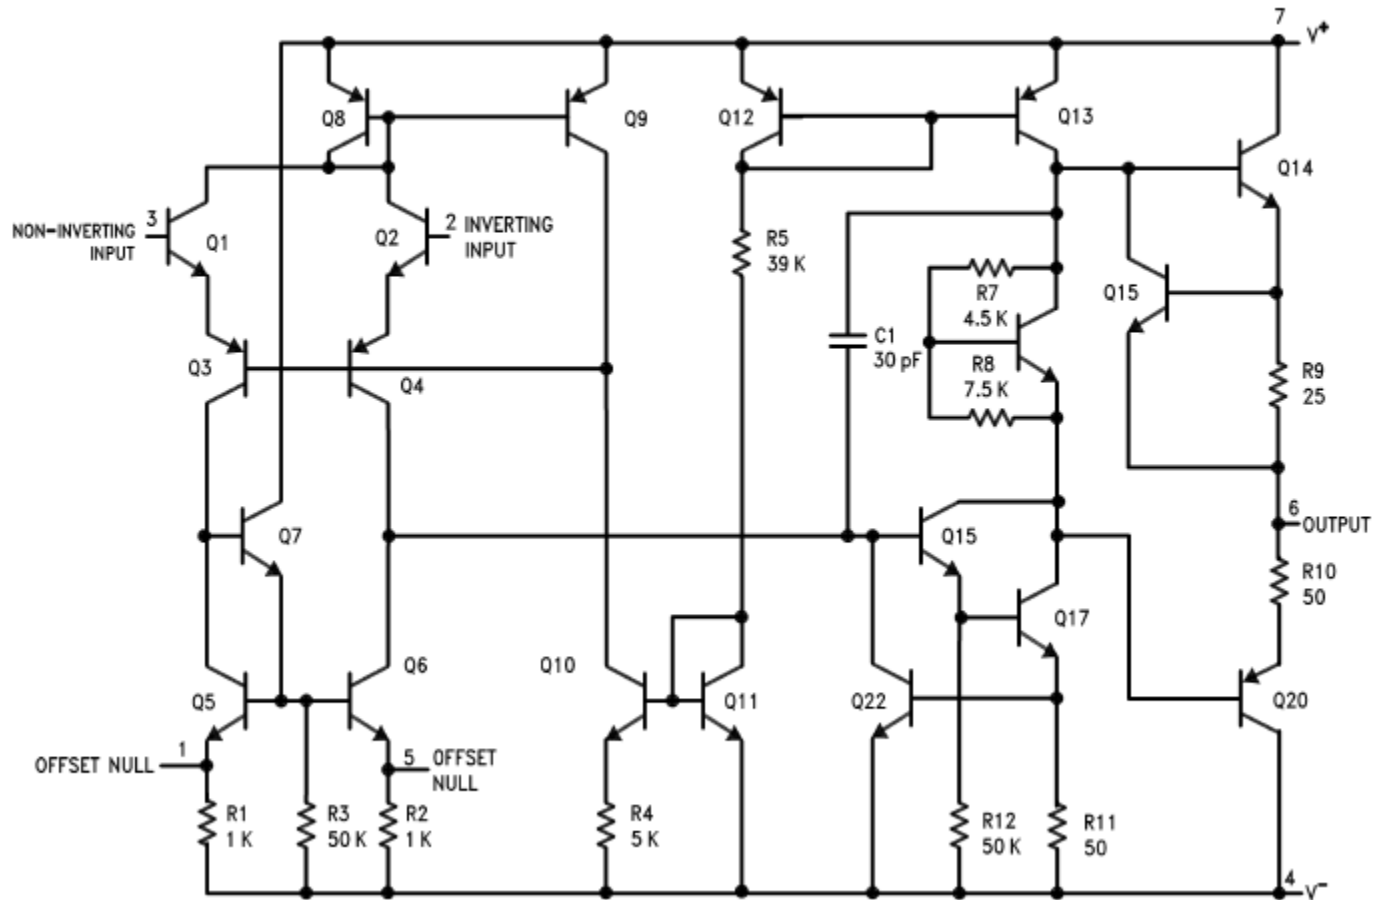 7
V+
Q8
Q9
Q12
Q13
Q14
3
NON-INVERTING
INPUT
Q1
Q2
2 INVERTING
INPUT
R5
39 K
R7
4.5 K
Q15
C1
30 pF
R8
7.5 K
Q3
Q4
R9
25
6
OUTPUT
Q7
Q15
R10
50
Q17
Q5
Q6
Q10
Q11
Q22
Q20
1
OFFSET NULL
5
OFFSET
NULL
R1
1 K
R3
50 K
R2
1 K
R4
5 K
R12
50 K
R11
50
4
V-